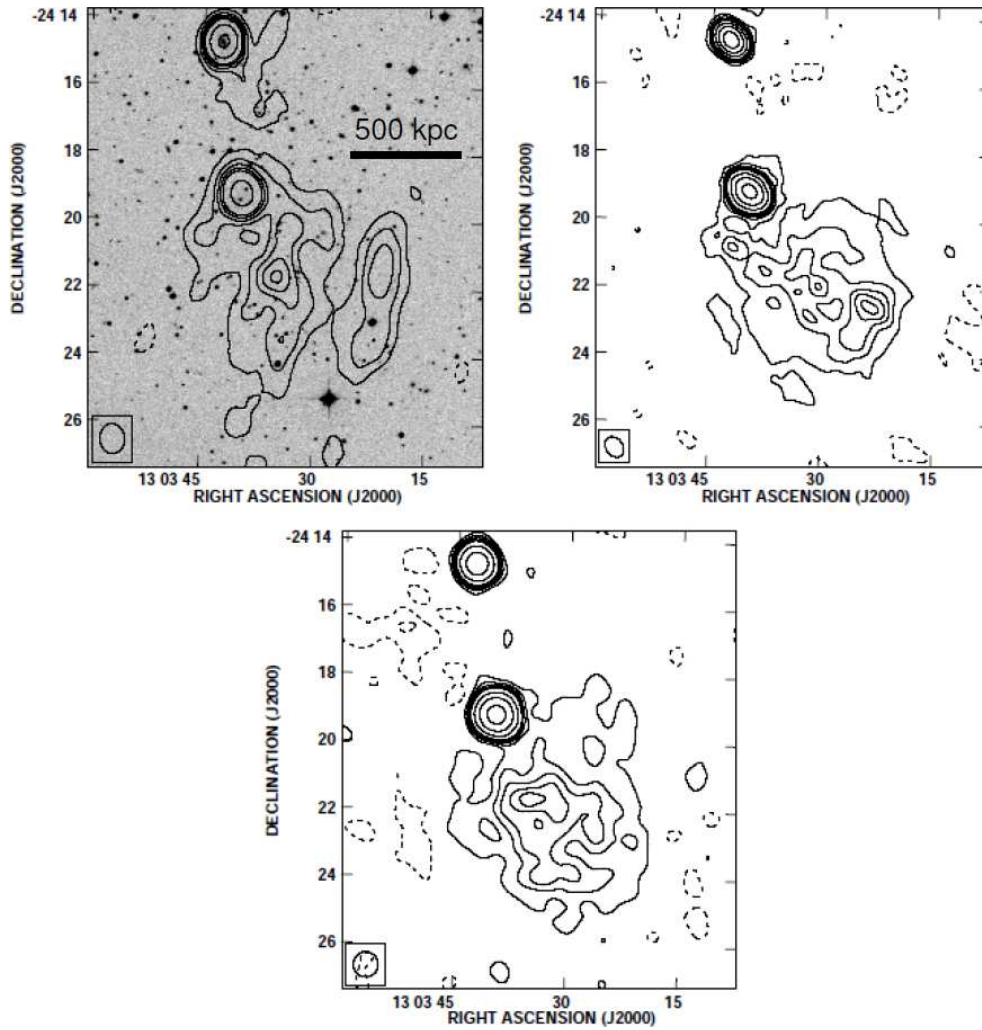 -24 14
16
18
20
22
24
26
DECLINATION (J2000)
500 kpc
13 03 45
30
15
RIGHT ASCENSION (J2000)
-24 14
16
18
20
22
24
26
DECLINATION (J2000)
13 03 45
30
15
RIGHT ASCENSION (J2000)
-24 14
16
18
20
22
24
26
DECLINATION (J2000)
13 03 45
30
15
RIGHT ASCENSION (J2000)